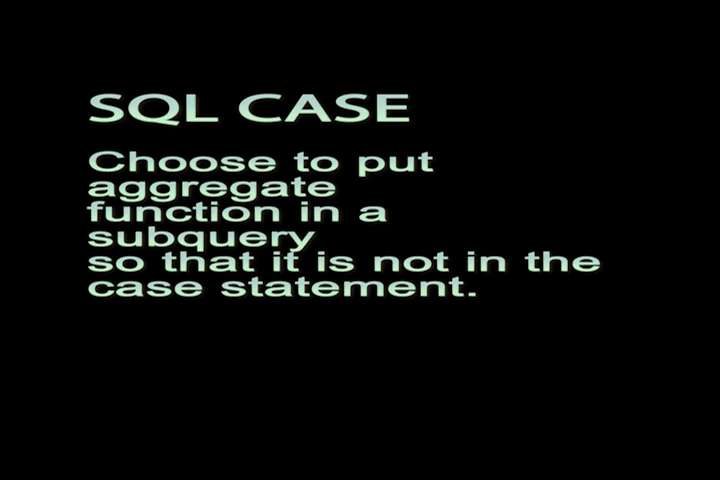 SQL CASE
Choose to put
aggregate
function in a
subquery
so that it is not in the
case statement.